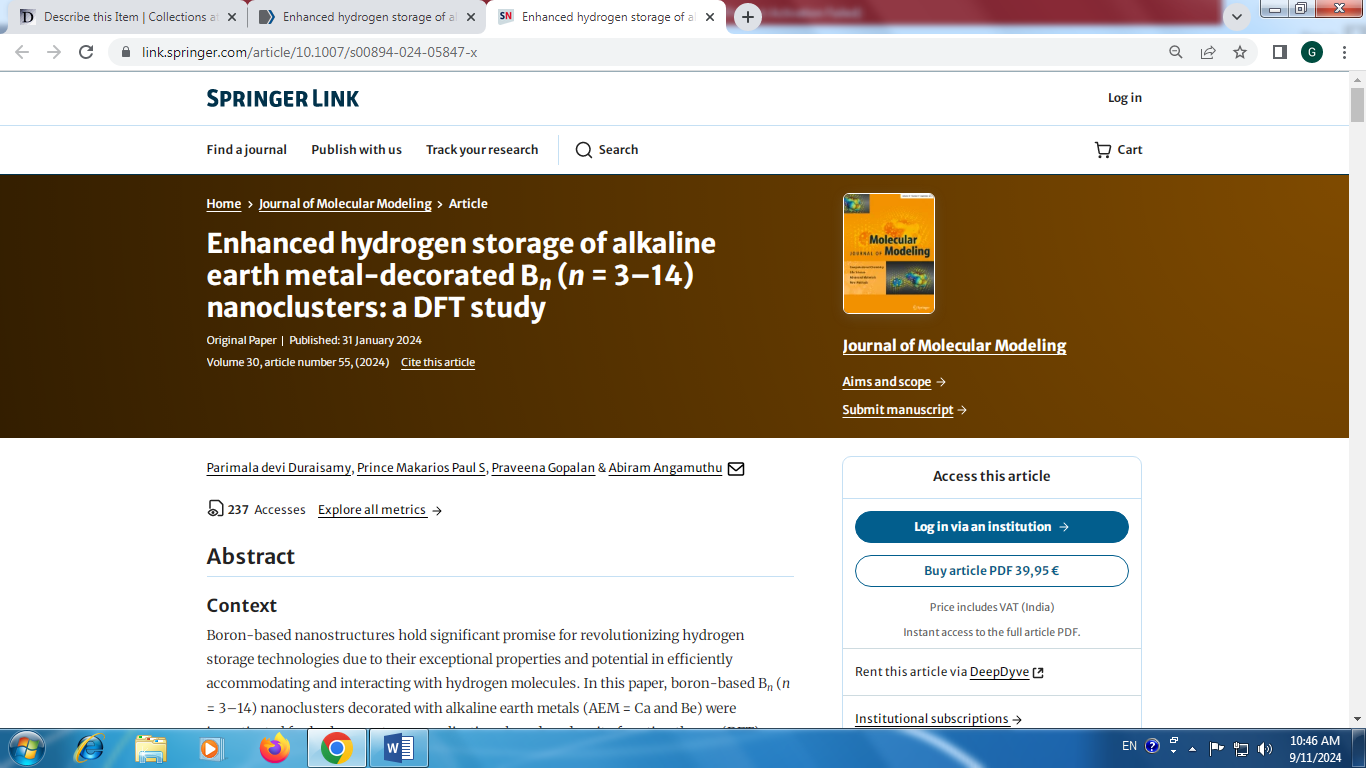 Describe this Item | Collections at
Enhanced hydrogen storage of al
Enhanced hydrogen storage of al
link.springer.com/article/10.1007/s00894-024-05847-x
G
SPRINGER LINK
Log in
Find a journal
Publish with us
Track your research
Search
Cart
Home > Journal of Molecular Modeling > Article
Enhanced hydrogen storage of alkaline
earth metal-decorated Bn (n = 3–14)
nanoclusters: a DFT study
Original Paper | Published: 31 January 2024
Volume 30, article number 55, (2024) Cite this article
Molecular
JOURNAL OF Modeling
Journal of Molecular Modeling
Aims and scope →
Submit manuscript →
Parimala devi Duraisamy, Prince Makarios Paul S, Praveena Gopalan & Abiram Angamuthu
237 Accesses Explore all metrics →
Abstract
Context
Boron-based nanostructures hold significant promise for revolutionizing hydrogen
storage technologies due to their exceptional properties and potential in efficiently
accommodating and interacting with hydrogen molecules. In this paper, boron-based Bn (n
= 3–14) nanoclusters decorated with alkaline earth metals (AEM = Ca and Be) were
Access this article
Log in via an institution →
Buy article PDF 39,95 €
Price includes VAT (India)
Instant access to the full article PDF.
Rent this article via DeepDyve
Institutional subscriptions →
EN
10:46 AM
9/11/2024